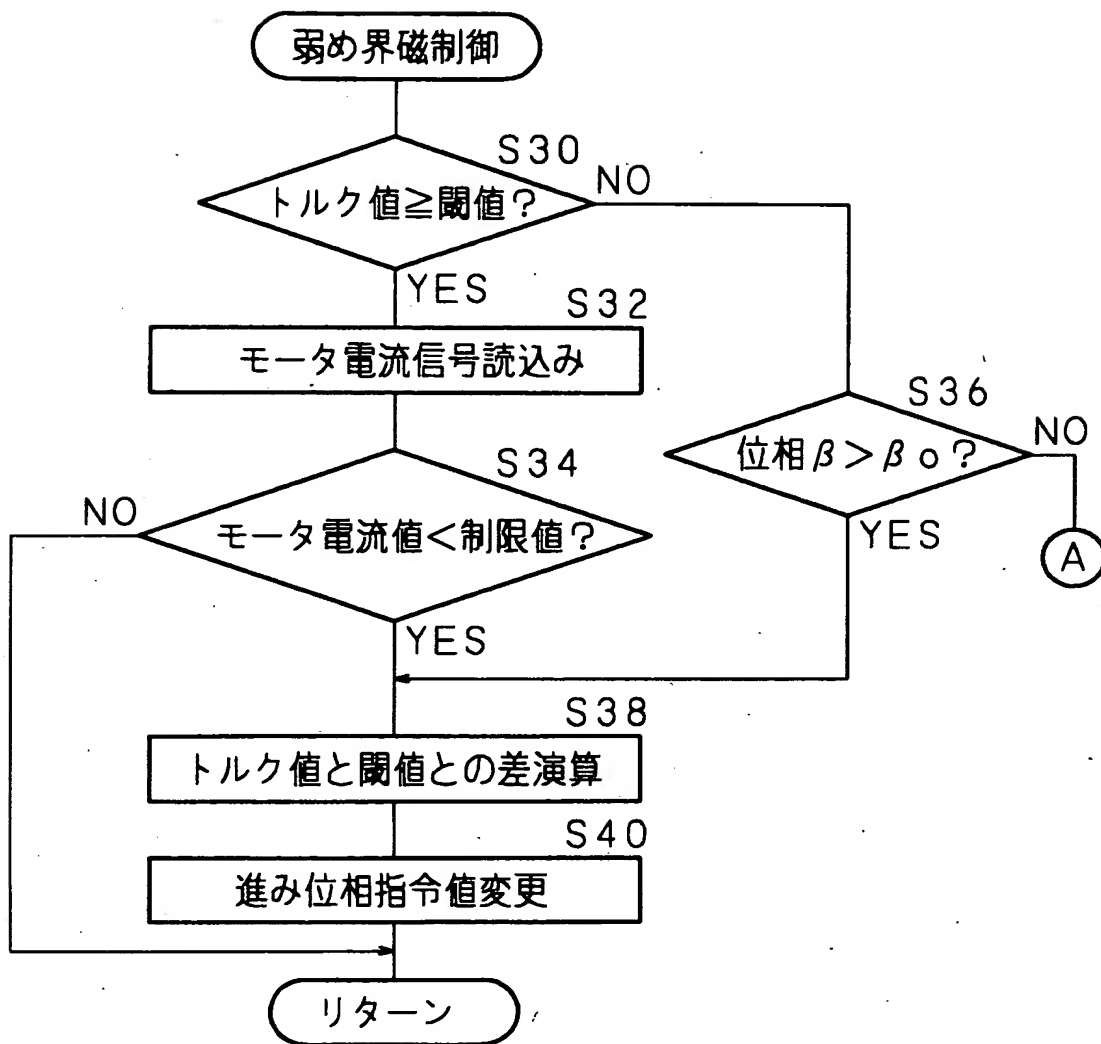 弱め界磁制御
S30
トルク値≧閾値?
NO
YES
S32
モータ電流信号読込み
S36
位相β>βo?
NO
YES
A
S34
モータ電流値<制限値?
NO
YES
S38
トルク値と閾値との差演算
S40
進み位相指令値変更
リターン